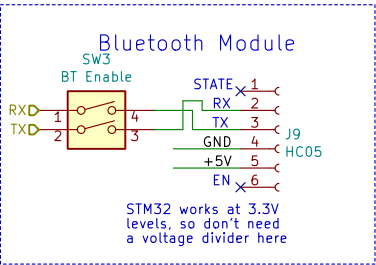 Bluetooth Module
SW3
BT Enable
STATE 1
RX 1 4 RX 2
TX 2 3 TX 3
GND 4
+5V 5
EN 6
J9
HC05
STM32 works at 3.3V
levels, so don't need
a voltage divider here